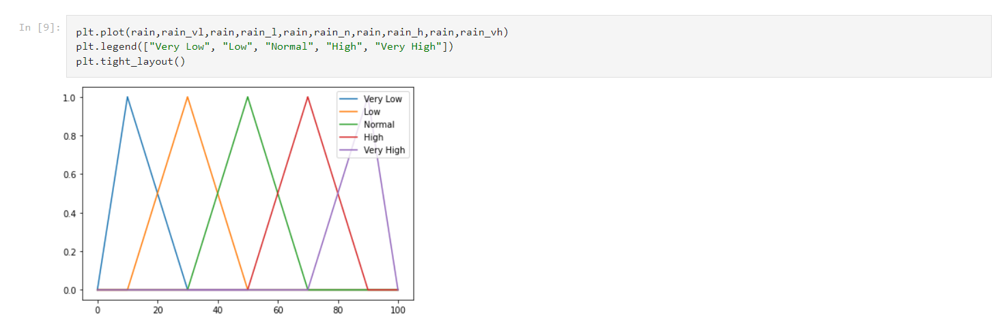 In [9]:
plt.plot(rain,rain_vl,rain,rain_l,rain,rain_n,rain,rain_h,rain,rain_vh)
plt.legend(["Very Low", "Low", "Normal", "High", "Very High"])
plt.tight_layout()
1.0
0.8
0.6
0.4
0.2
0.0
0 20 40 60 80 100
Very Low
Low
Normal
High
Very High